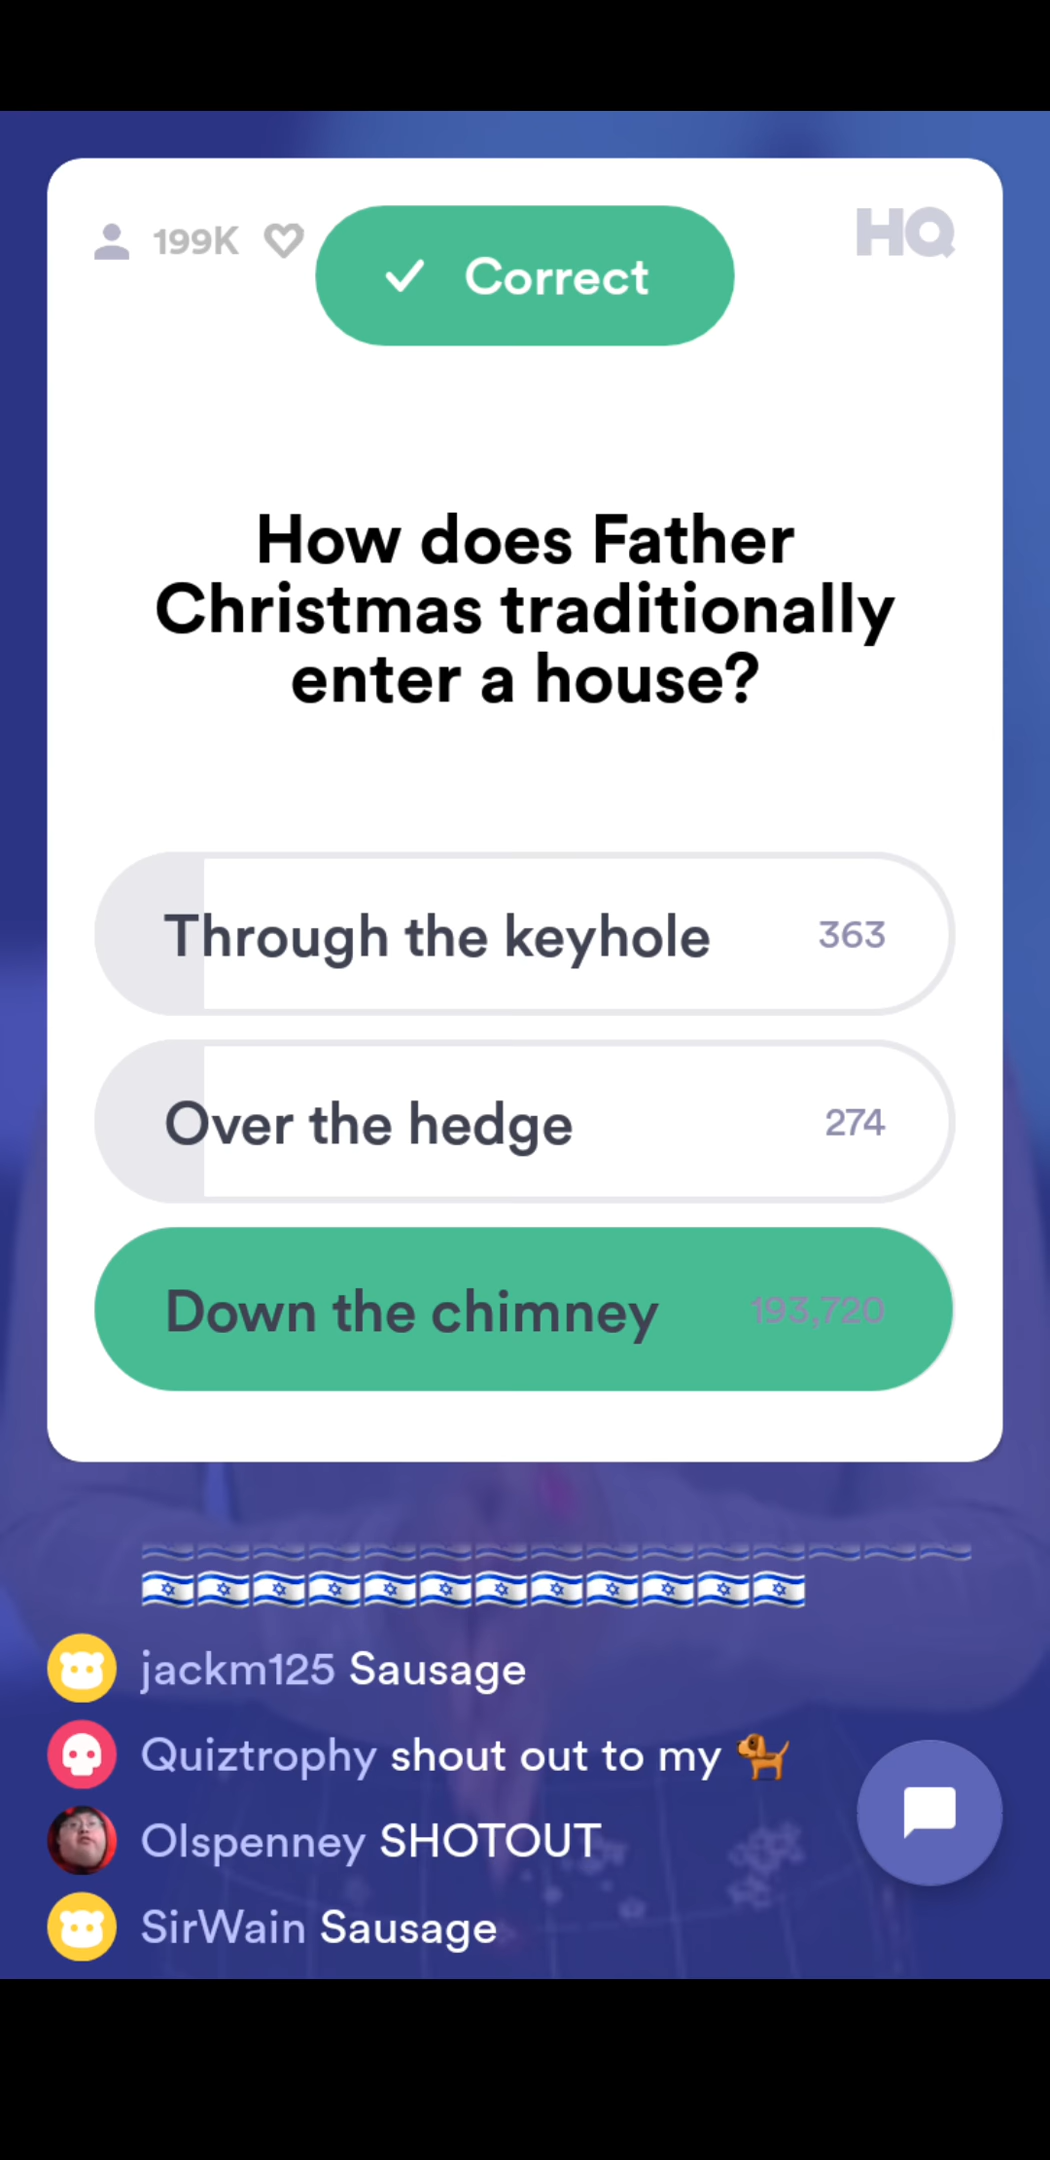 199K
Correct
HQ
How does Father
Christmas traditionally
enter a house?
Through the keyhole 363
Over the hedge 274
Down the chimney 193,720
jackm125 Sausage
Quiztrophy shout out to my
Olspenney SHOTOUT
SirWain Sausage